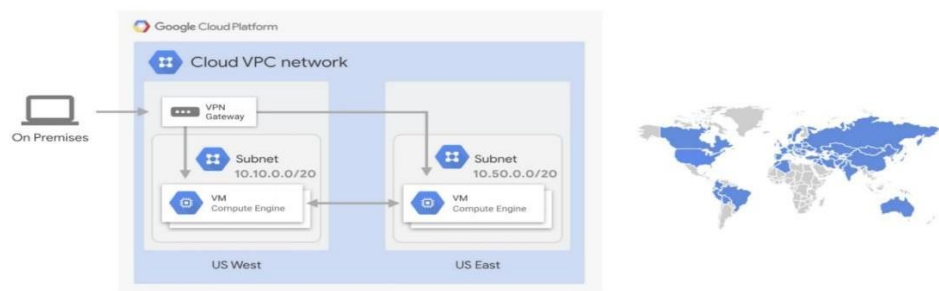 Google Cloud Platform
Cloud VPC network
On Premises
VPN
Gateway
Subnet
10.10.0.0/20
VM
Compute Engine
US West
Subnet
10.50.0.0/20
VM
Compute Engine
US East